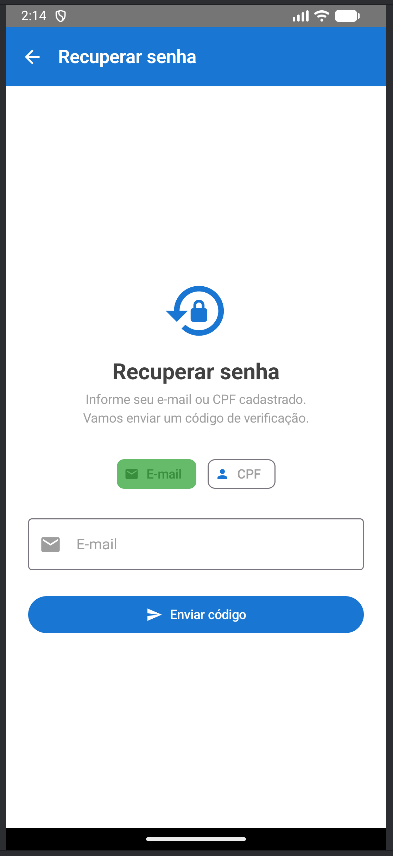 2:14
Recuperar senha
Recuperar senha
Informe seu e-mail ou CPF cadastrado.
Vamos enviar um código de verificação.
E-mail
CPF
E-mail
Enviar código